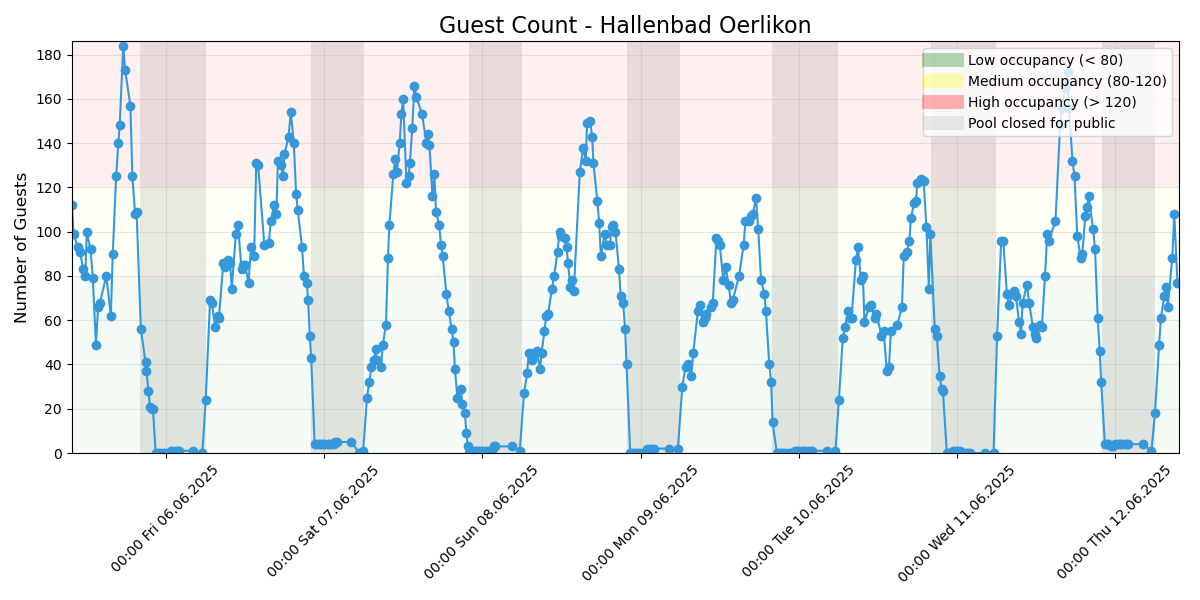 Guest Count - Hallenbad Oerlikon
Number of Guests
180
160
140
120
100
80
60
40
20
0
Low occupancy (< 80)
Medium occupancy (80-120)
High occupancy (> 120)
Pool closed for public
00:00 Fri 06.06.2025
00:00 Sat 07.06.2025
00:00 Sun 08.06.2025
00:00 Mon 09.06.2025
00:00 Tue 10.06.2025
00:00 Wed 11.06.2025
00:00 Thu 12.06.2025